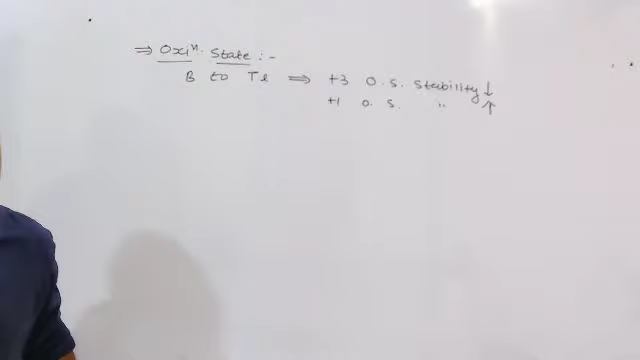 ⇒ Oxiⁿ. State :-
B to Tl ⇒ +3 O.S. Stability ↓
+1 O.S. " ↑